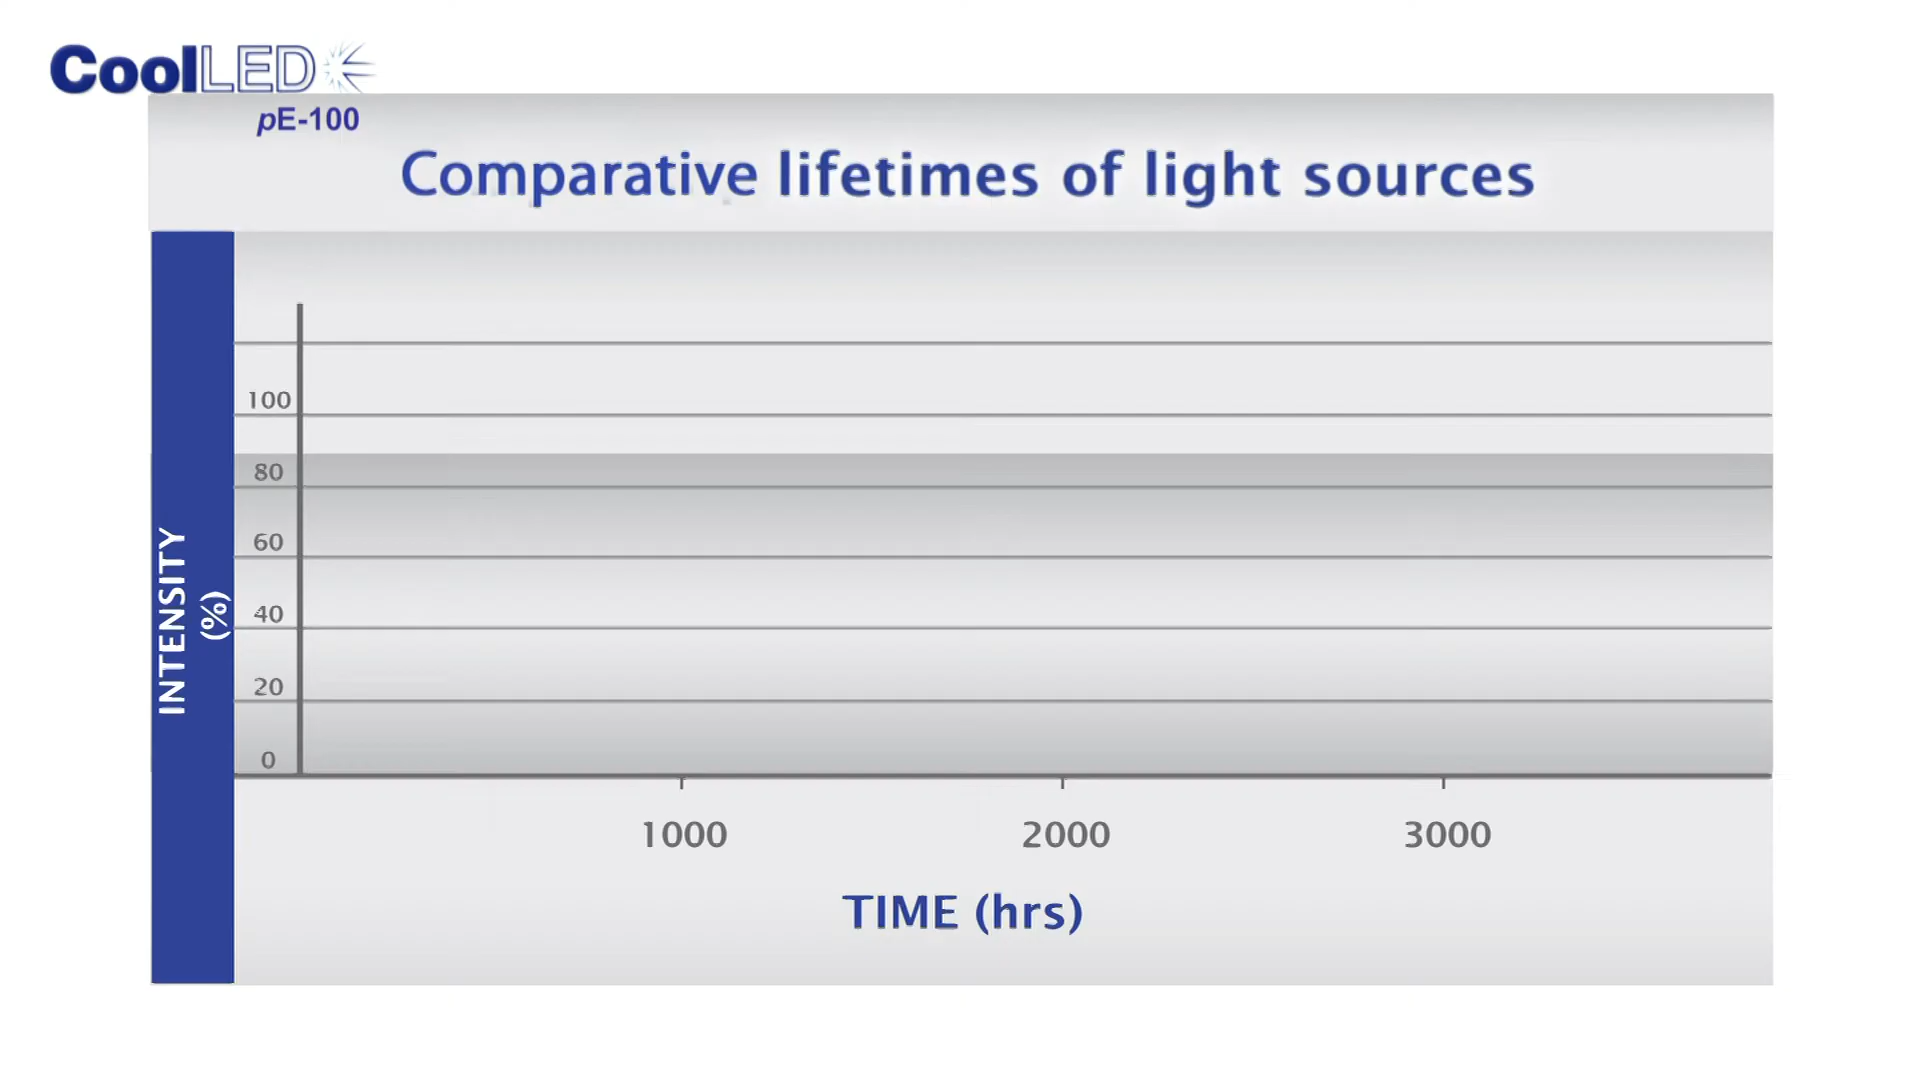 CoolLED
pE-100
Comparative lifetimes of light sources
INTENSITY
(%)
100
80
60
40
20
0
1000
2000
3000
TIME (hrs)